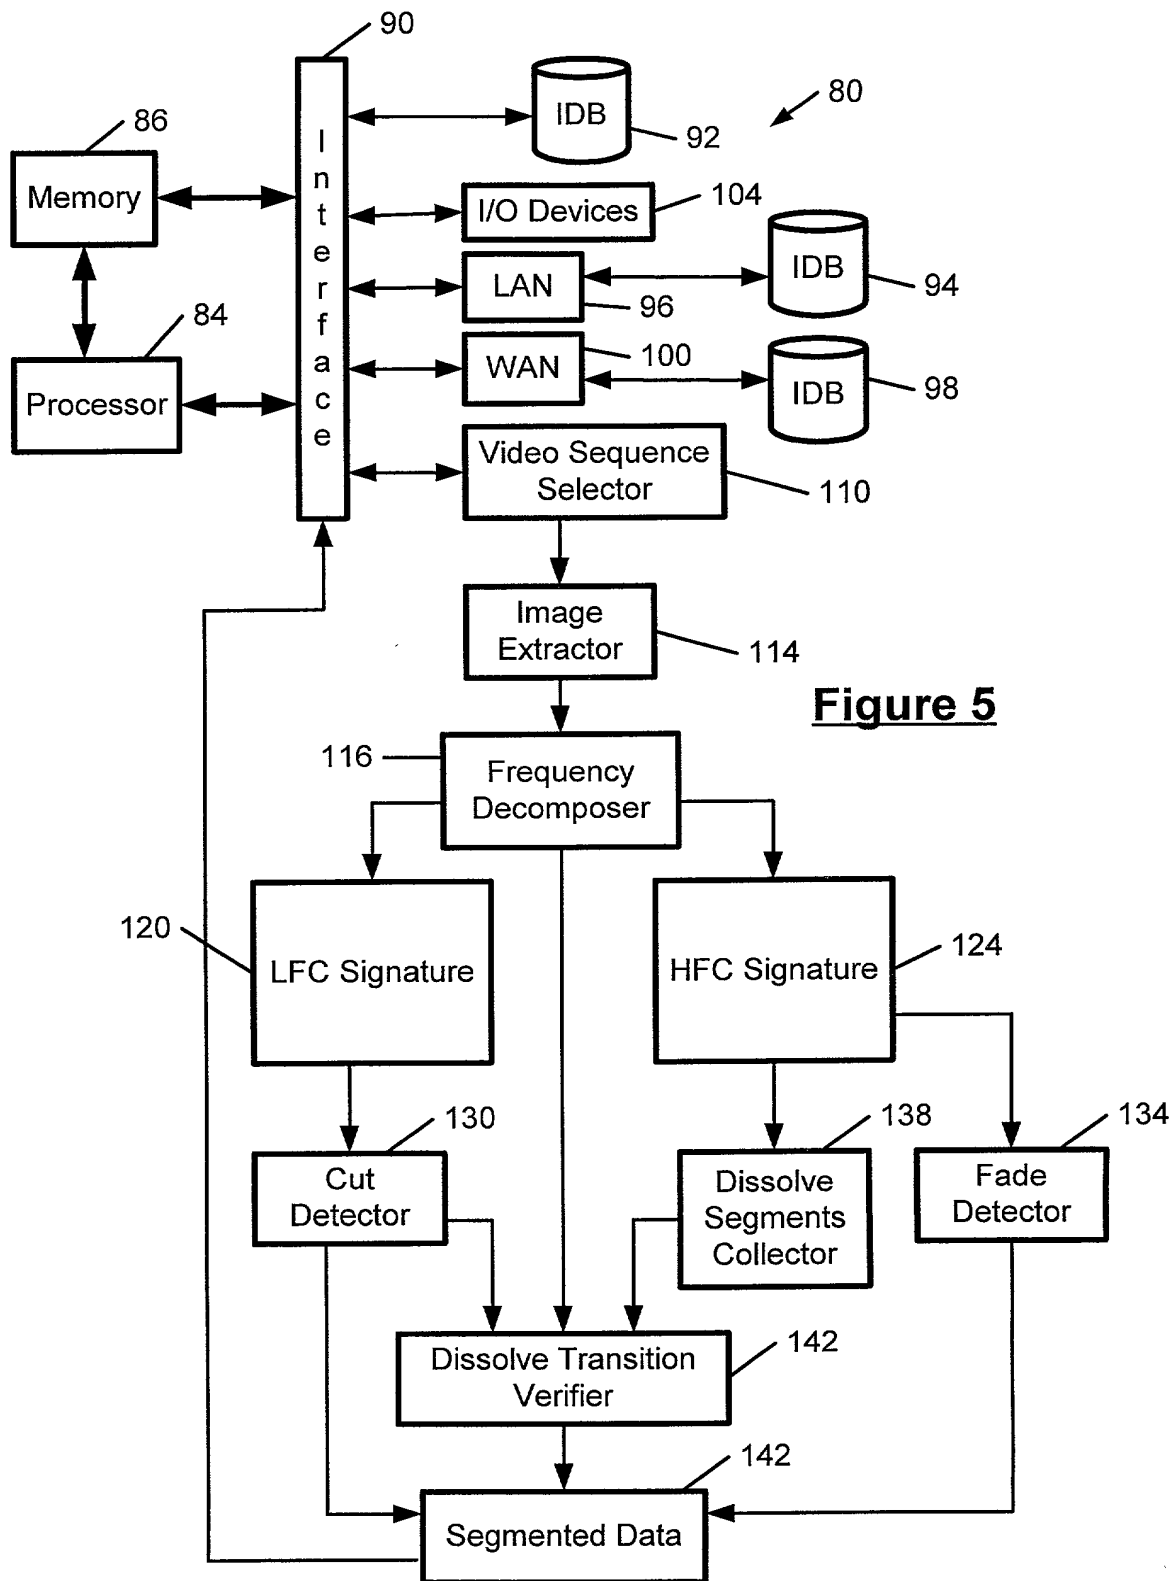 90
IDB
80
92
86
Memory
Interface
I/O Devices
104
LAN
96
IDB
94
84
Processor
WAN
100
IDB
98
Video Sequence
Selector
110
Image
Extractor
114
Figure 5
116
Frequency
Decomposer
120
LFC Signature
HFC Signature
124
130
Cut
Detector
138
Dissolve
Segments
Collector
134
Fade
Detector
Dissolve Transition
Verifier
142
142
Segmented Data